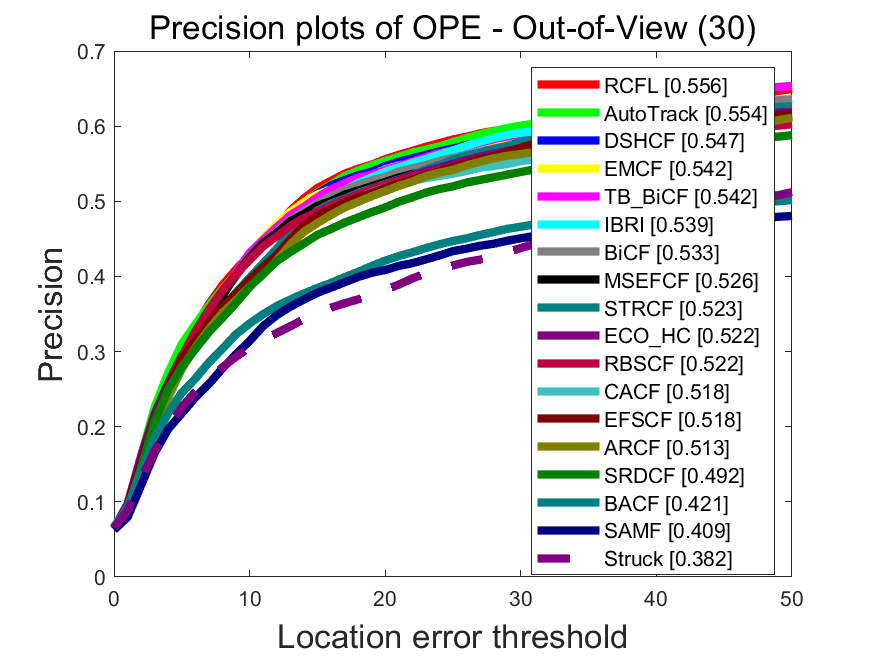 Precision plots of OPE - Out-of-View (30)
0.7
0.6
0.5
0.4
0.3
0.2
0.1
0
Precision
RCFL [0.556]
AutoTrack [0.554]
DSHCF [0.547]
EMCF [0.542]
TB_BiCF [0.542]
IBRI [0.539]
BiCF [0.533]
MSEFCF [0.526]
STRCF [0.523]
ECO_HC [0.522]
RBSCF [0.522]
CACF [0.518]
EFSCF [0.518]
ARCF [0.513]
SRDCF [0.492]
BACF [0.421]
SAMF [0.409]
Struck [0.382]
0 10 20 30 40 50
Location error threshold